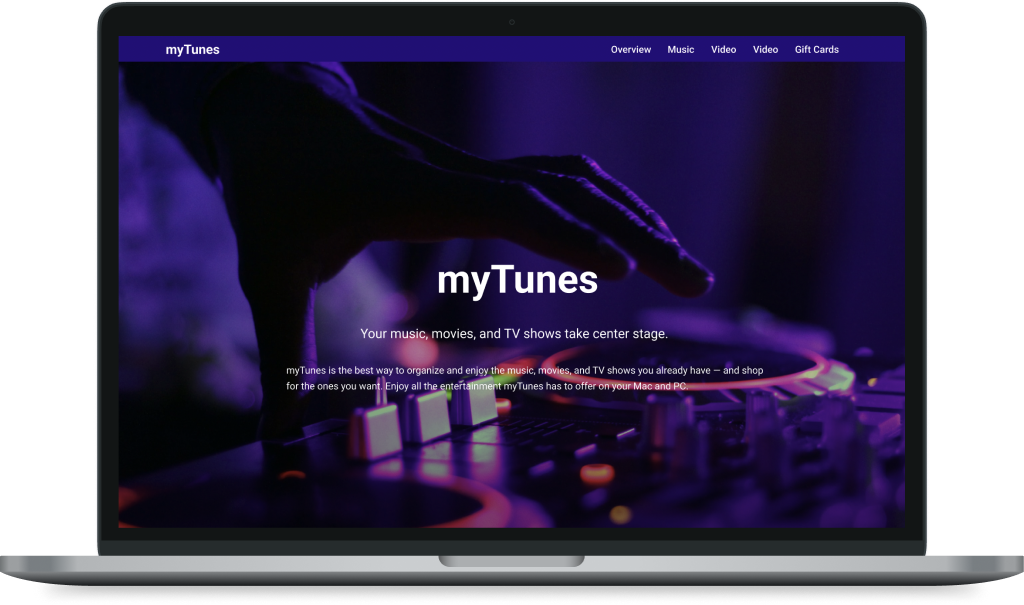 myTunes
Overview Music Video Video Gift Cards
myTunes
Your music, movies, and TV shows take center stage.
myTunes is the best way to organize and enjoy the music, movies, and TV shows you already have — and shop
for the ones you want. Enjoy all the entertainment myTunes has to offer on your Mac and PC.